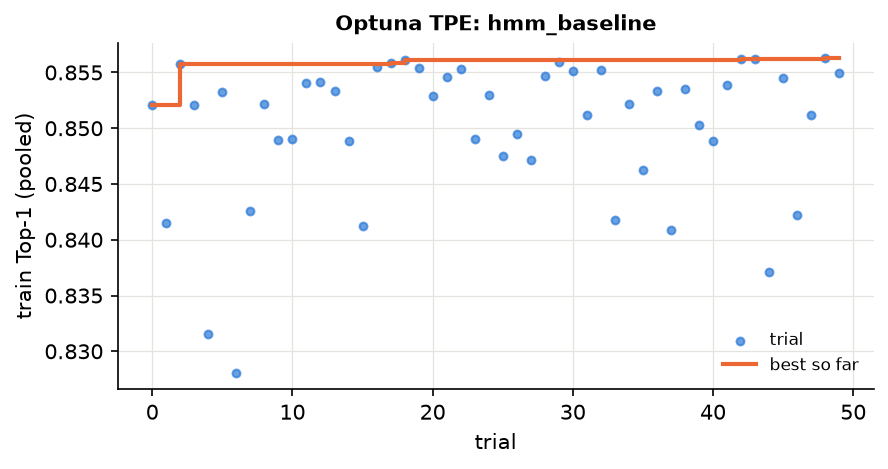 Optuna TPE: hmm_baseline
train Top-1 (pooled)
0.855
0.850
0.845
0.840
0.835
0.830
trial
best so far
0 10 20 30 40 50
trial